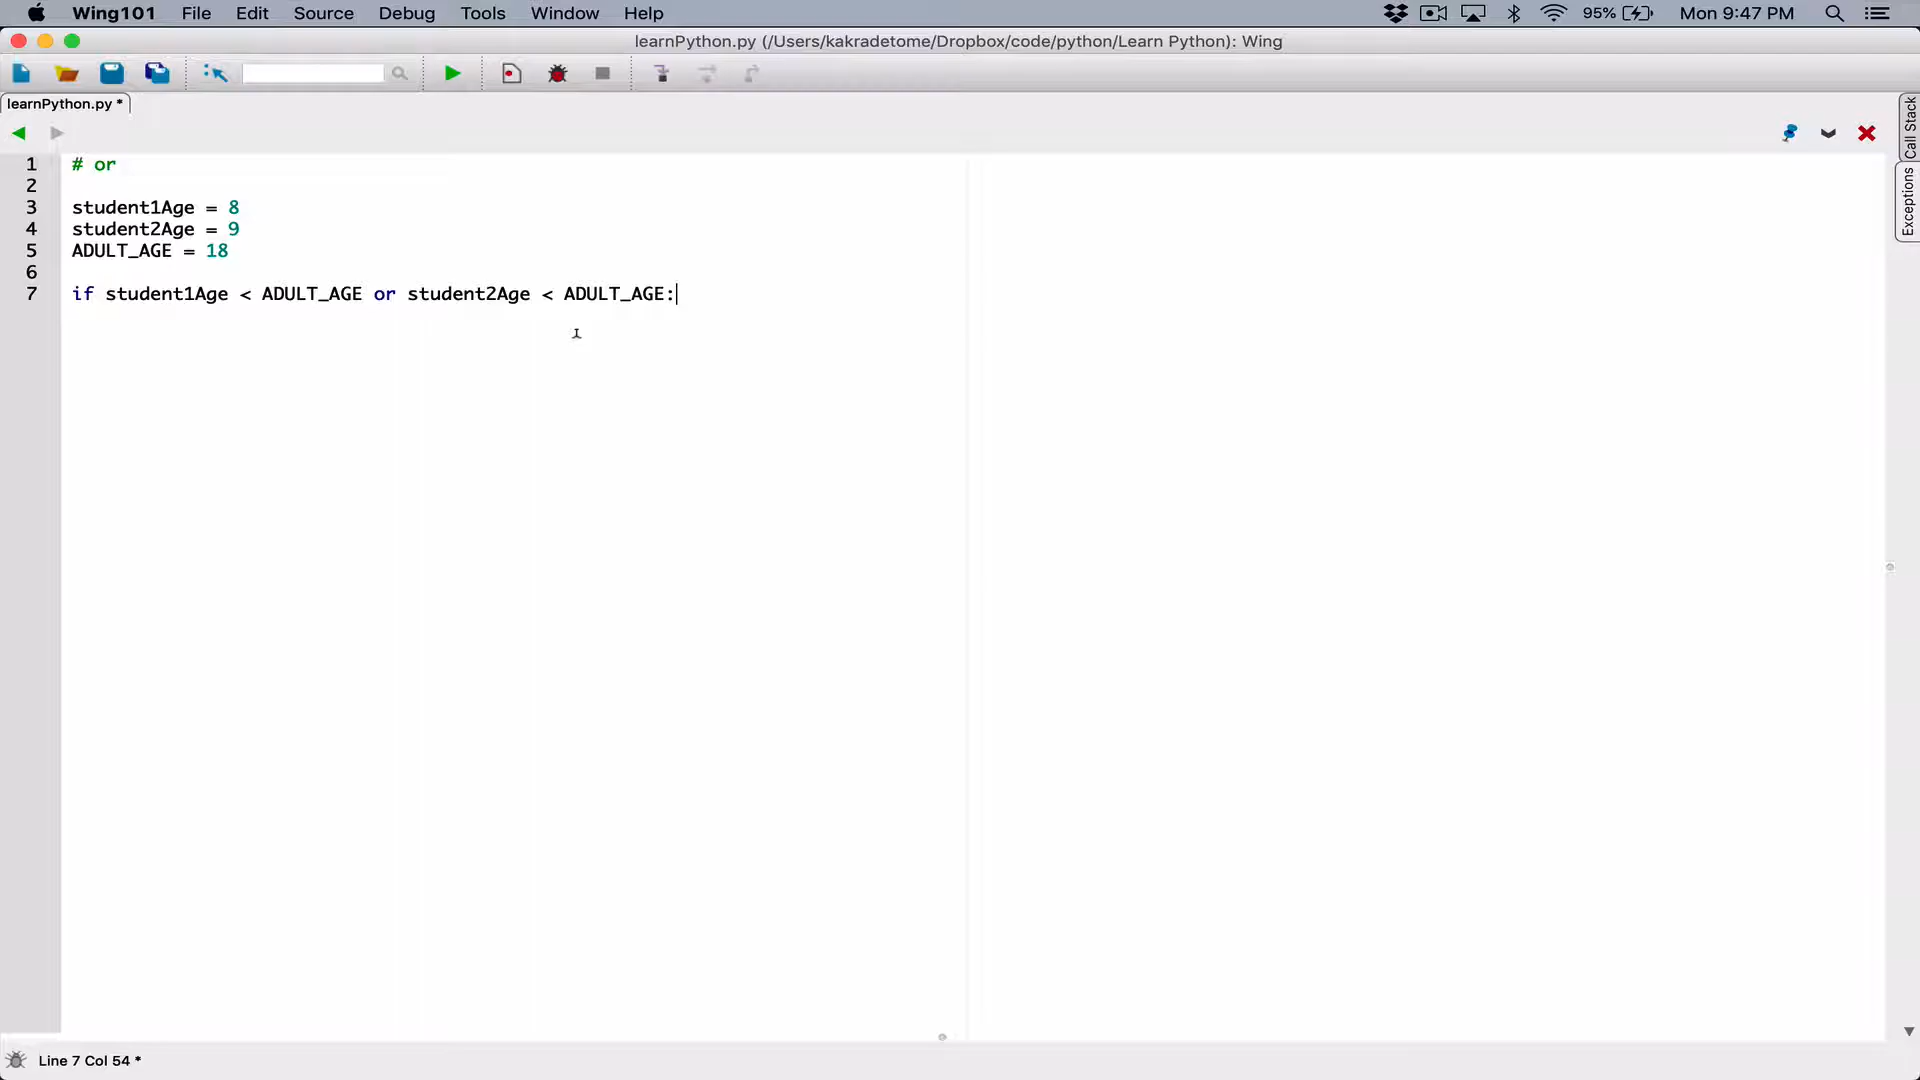 Wing101 File Edit Source Debug Tools Window Help 95% Mon 9:47 PM
learnPython.py (/Users/kakradetome/Dropbox/code/python/Learn Python): Wing
learnPython.py *
Call Stack
Exceptions
1 # or
2
3 student1Age = 8
4 student2Age = 9
5 ADULT_AGE = 18
6
7 if student1Age < ADULT_AGE or student2Age < ADULT_AGE:
Line 7 Col 54 *